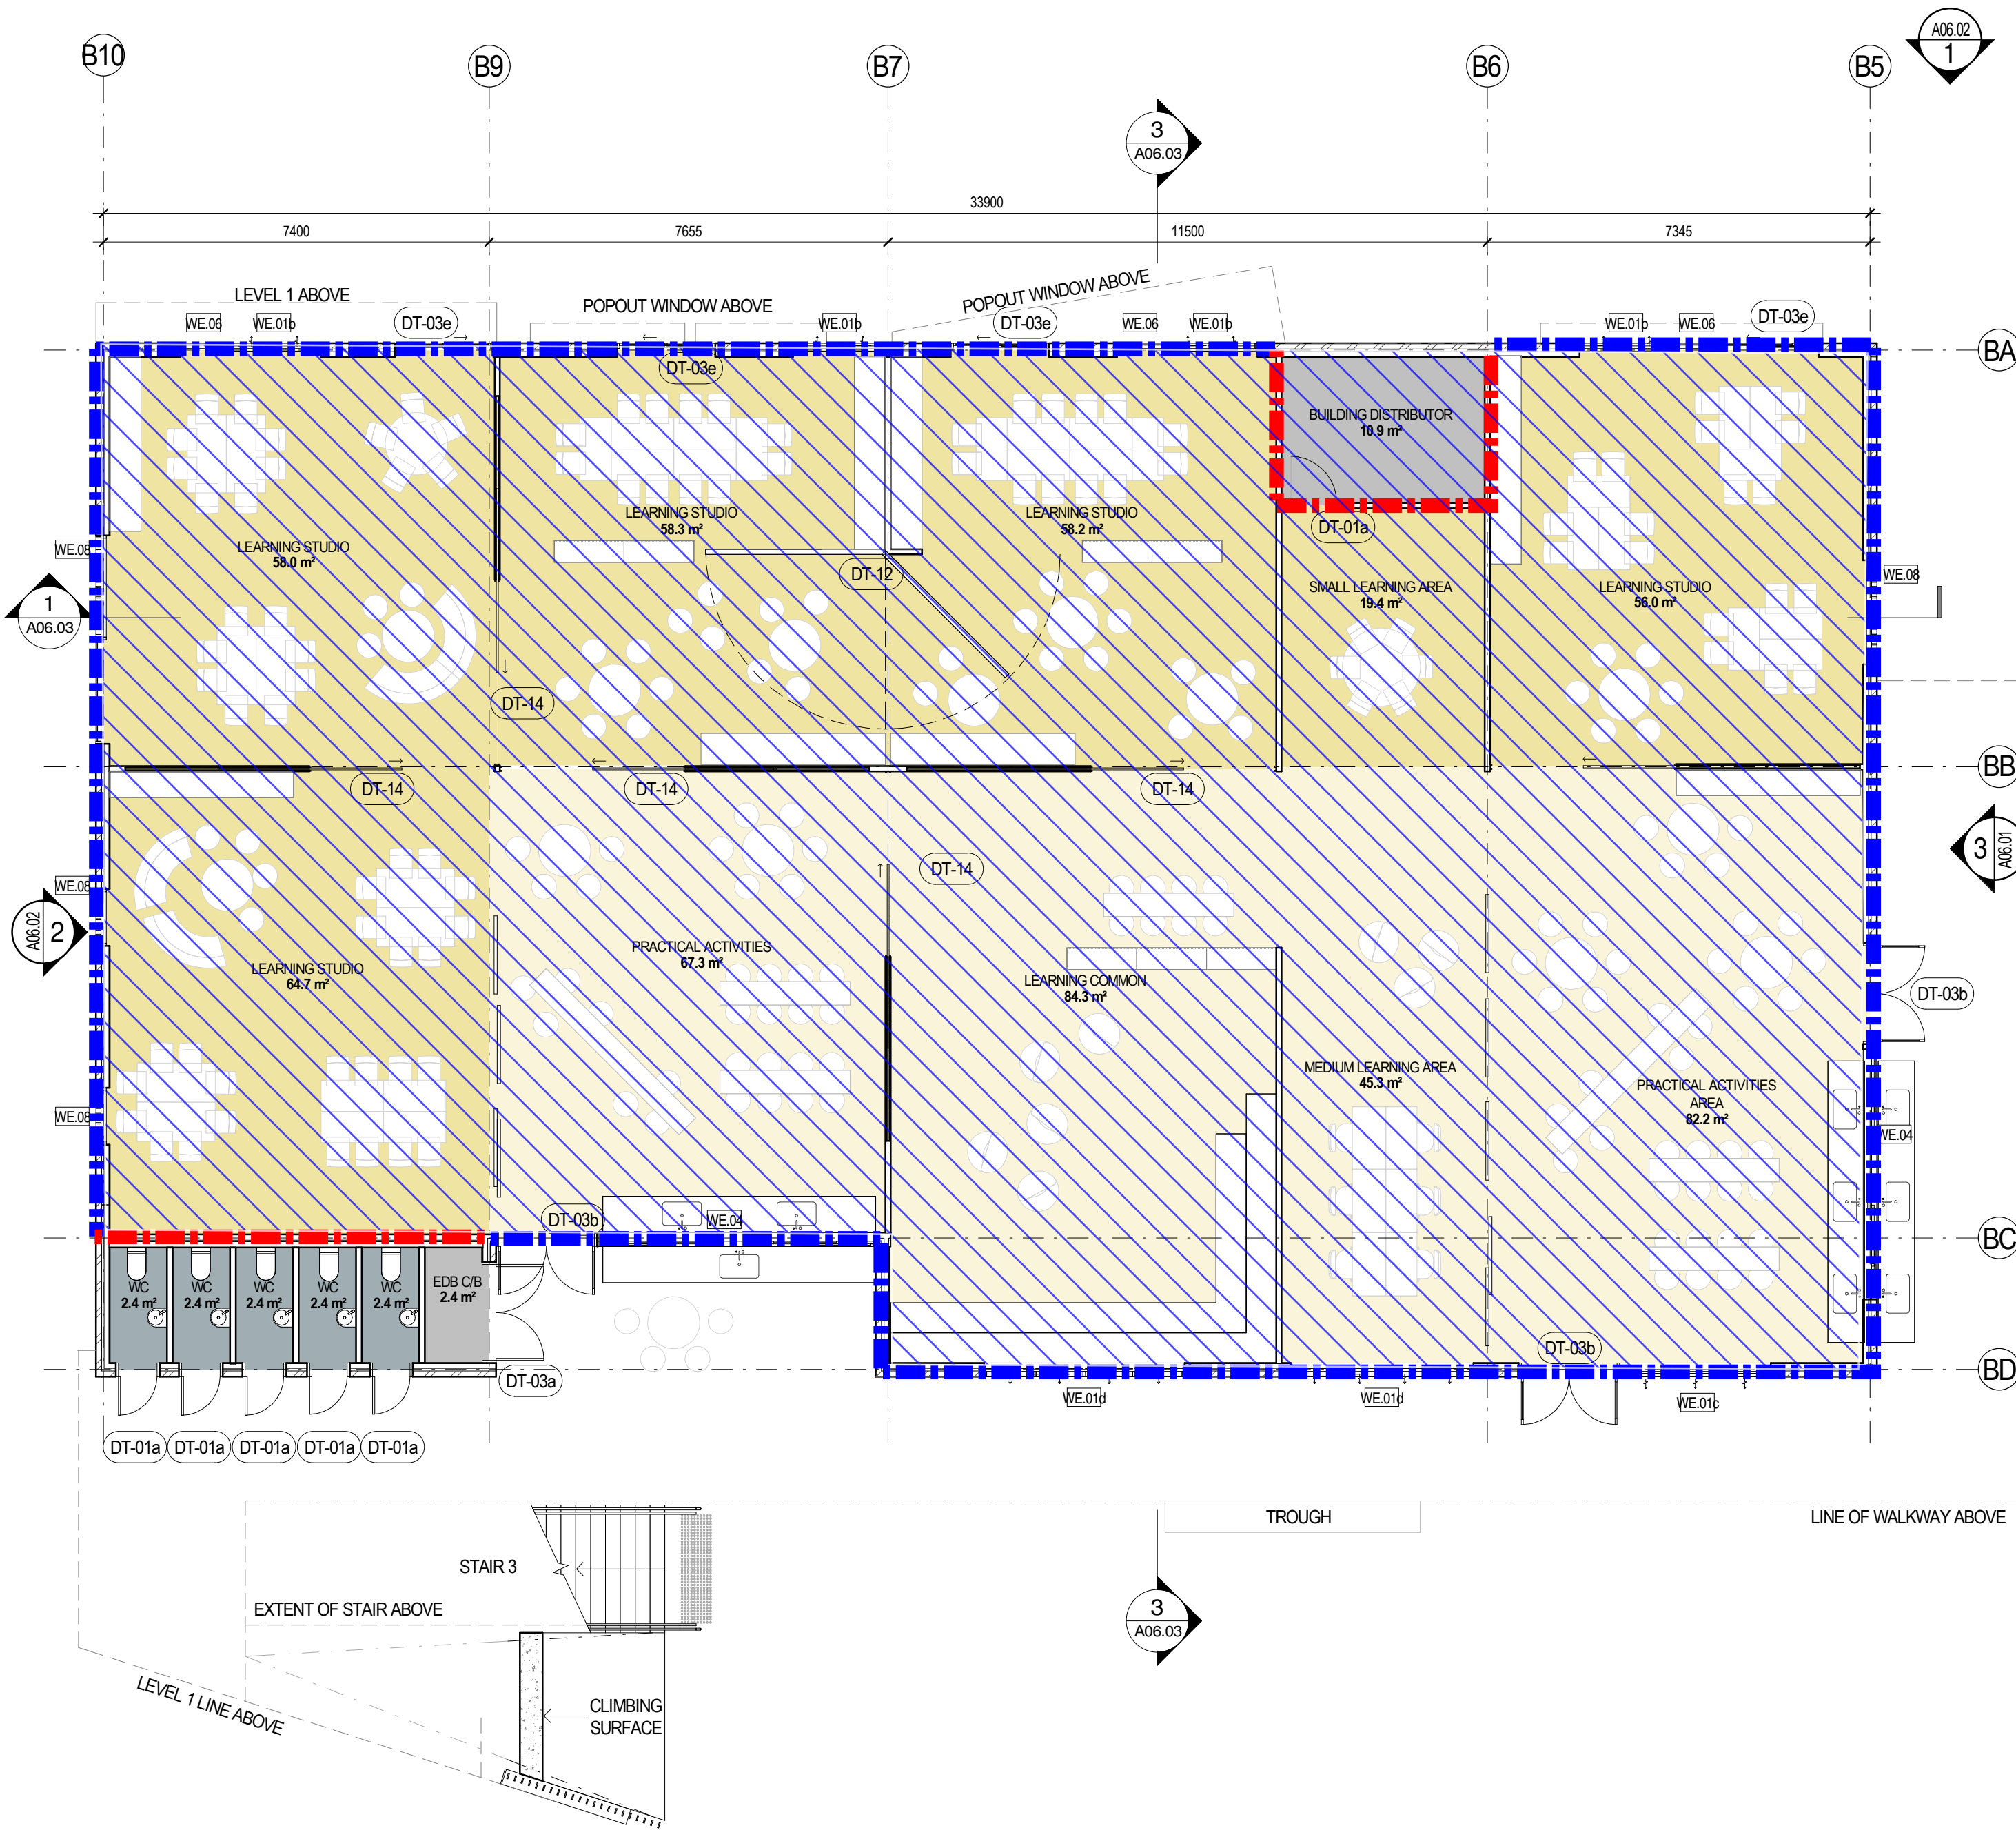 B10
B9
B7
B6
B5
A06.02
1
3
A06.03
33900
7400
7655
11500
7345
LEVEL 1 ABOVE
POPOUT WINDOW ABOVE
POPOUT WINDOW ABOVE
WE.06
WE.01b
DT-03e
WE.01b
DT-03e
WE.06
WE.01b
WE.01b
WE.06
DT-03e
BA
DT-03e
BUILDING DISTRIBUTOR
10.9 m²
LEARNING STUDIO
58.3 m²
LEARNING STUDIO
58.2 m²
DT-01a
WE.08
LEARNING STUDIO
58.0 m²
DT-12
SMALL LEARNING AREA
19.4 m²
LEARNING STUDIO
56.0 m²
WE.08
1
A06.03
DT-14
BB
DT-14
DT-14
DT-14
DT-14
3
A06.01
WE.08
A06.02
2
PRACTICAL ACTIVITIES
67.3 m²
LEARNING STUDIO
64.7 m²
LEARNING COMMON
84.3 m²
DT-03b
MEDIUM LEARNING AREA
45.3 m²
PRACTICAL ACTIVITIES
AREA
82.2 m²
WE.08
WE.04
DT-03b
WE.04
BC
WC
2.4 m²
WC
2.4 m²
WC
2.4 m²
WC
2.4 m²
WC
2.4 m²
EDB C/B
2.4 m²
DT-03b
BD
DT-03a
WE.01d
WE.01d
WE.01c
DT-01a
DT-01a
DT-01a
DT-01a
DT-01a
TROUGH
LINE OF WALKWAY ABOVE
STAIR 3
EXTENT OF STAIR ABOVE
3
A06.03
LEVEL 1 LINE ABOVE
CLIMBING
SURFACE